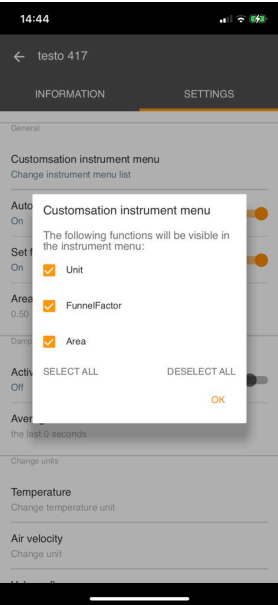 14:44
testo 417
INFORMATION
SETTINGS
General
Customsation instrument menu
Change instrument menu list
Auto
On
Customsation instrument menu
The following functions will be visible in
the instrument menu:
Set f
On
Unit
FunnelFactor
Area
0.50
Area
Damp
SELECT ALL
DESELECT ALL
Activ
Off
OK
Aver
the last 0 seconds
Change units
Temperature
Change temperature unit
Air velocity
Change unit